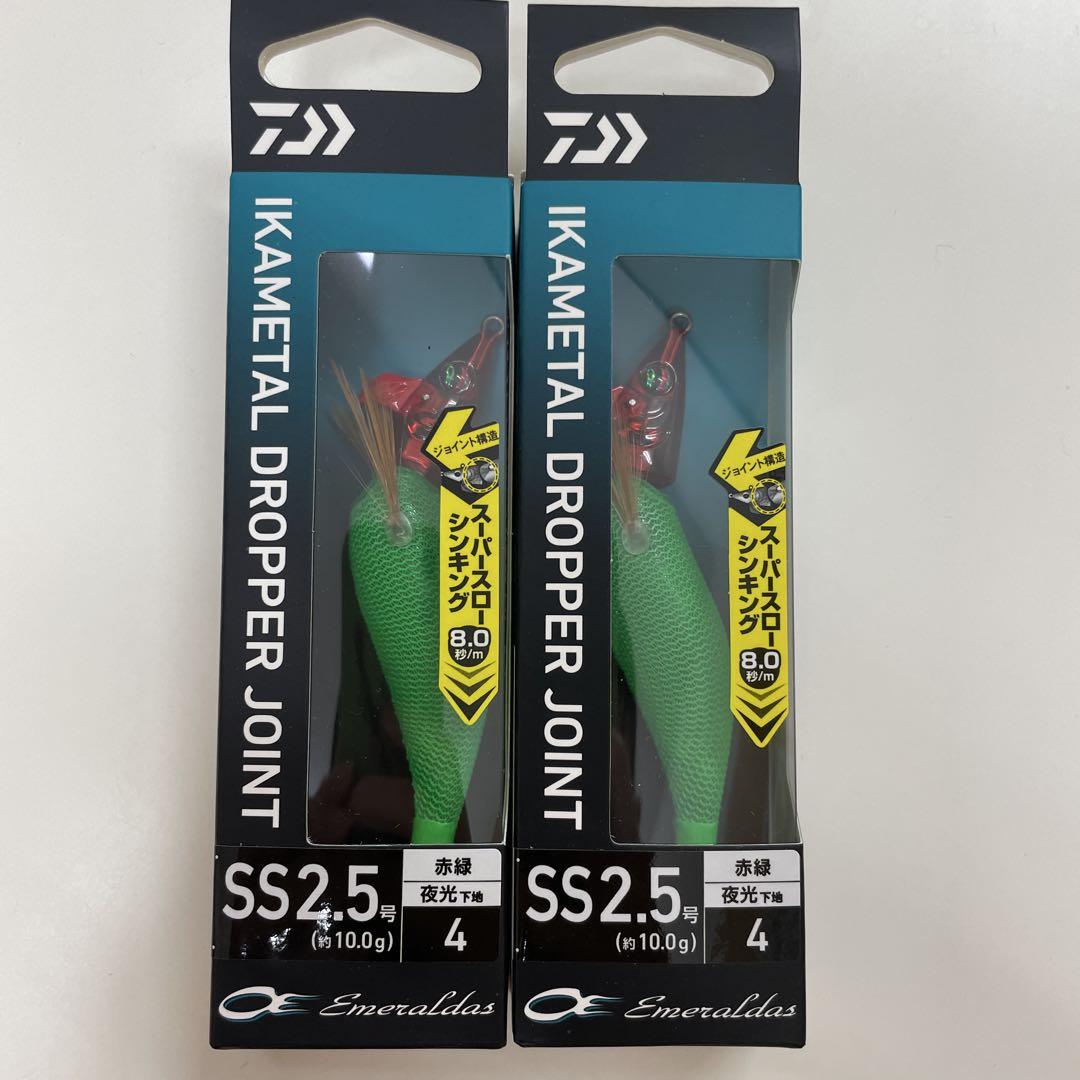 IKAMETAL DROPPER JOINT
ジョイント構造
スーパースロー
シンキング
8.0
秒/m
SS2.5号
(約10.0g)
赤緑
夜光下地
4
Emeraldas
IKAMETAL DROPPER JOINT
ジョイント構造
スーパースロー
シンキング
8.0
秒/m
SS2.5号
(約10.0g)
赤緑
夜光下地
4
Emeraldas